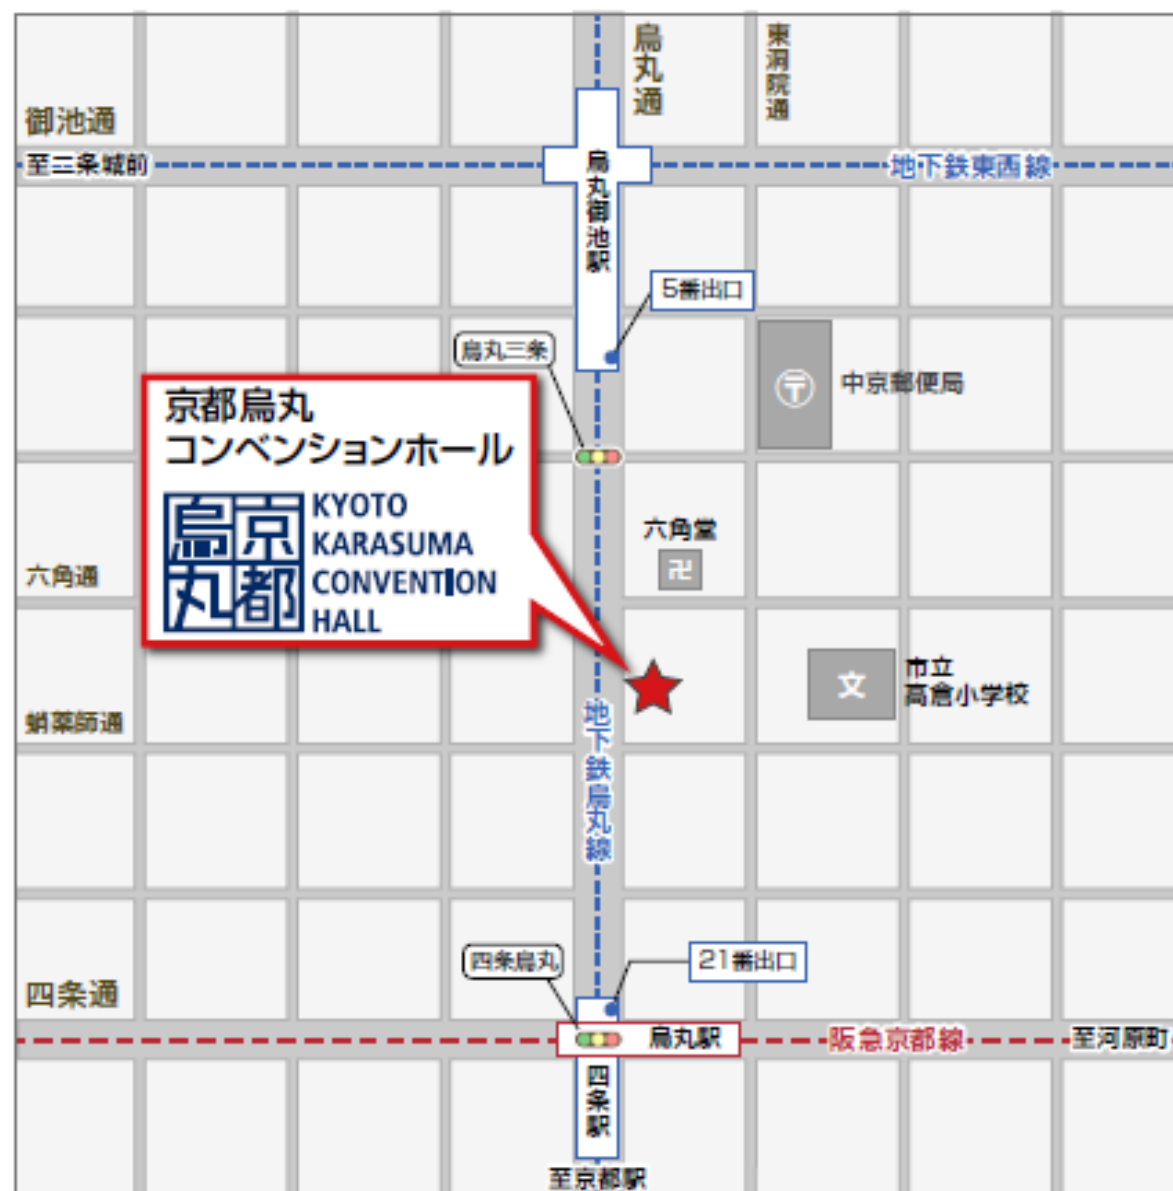 烏丸通
東洞院通
御池通
至二条城前
地下鉄東西線
烏丸御池駅
5番出口
烏丸三条
中京郵便局
京都烏丸
コンベンションホール
烏京
丸都
KYOTO
KARASUMA
CONVENTION
HALL
六角堂
卍
六角通
文
市立
高倉小学校
蛸薬師通
地下鉄烏丸線
四条烏丸
21番出口
四条通
烏丸駅
阪急京都線
至河原町
四条駅
至京都駅